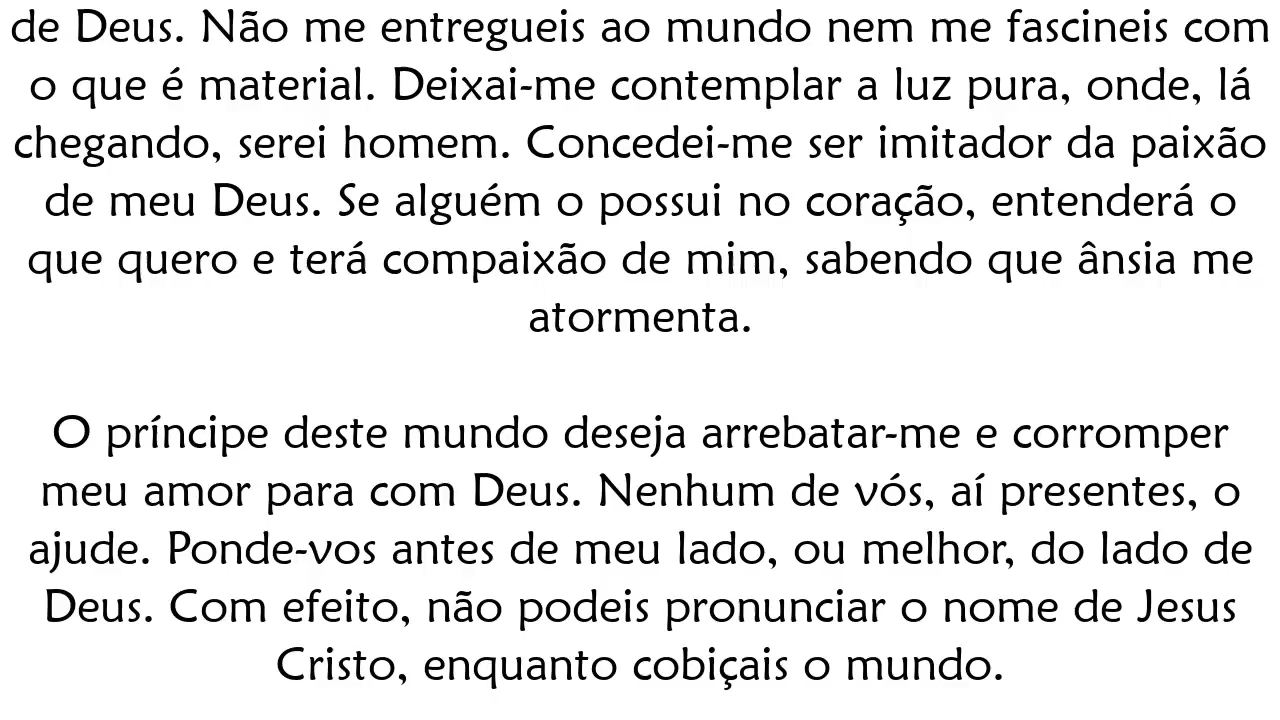 de Deus. Não me entregueis ao mundo nem me fascineis com
o que é material. Deixai-me contemplar a luz pura, onde, lá
chegando, serei homem. Concedei-me ser imitador da paixão
de meu Deus. Se alguém o possui no coração, entenderá o
que quero e terá compaixão de mim, sabendo que ânsia me
atormenta.
O príncipe deste mundo deseja arrebatar-me e corromper
meu amor para com Deus. Nenhum de vós, aí presentes, o
ajude. Ponde-vos antes de meu lado, ou melhor, do lado de
Deus. Com efeito, não podeis pronunciar o nome de Jesus
Cristo, enquanto cobiçais o mundo.